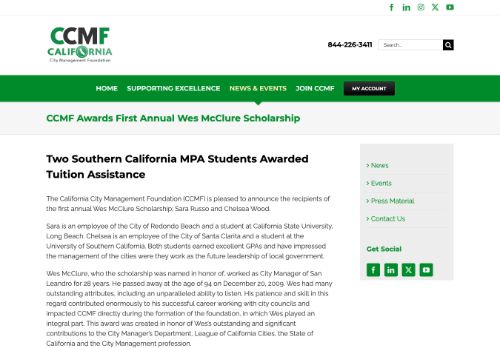 CCMF
CALIFORNIA
City Management Foundation
844-226-3411
Search...
HOME SUPPORTING EXCELLENCE NEWS & EVENTS JOIN CCMF MY ACCOUNT
CCMF Awards First Annual Wes McClure Scholarship
Two Southern California MPA Students Awarded
Tuition Assistance
The California City Management Foundation (CCMF) is pleased to announce the recipients of
the first annual Wes McClure Scholarship: Sara Russo and Chelsea Wood.
Sara is an employee of the City of Redondo Beach and a student at California State University,
Long Beach. Chelsea is an employee of the City of Santa Clarita and a student at the
University of Southern California. Both students earned excellent GPAs and have impressed
the management of the cities were they work as the future leadership of local government.
Wes McClure, who the scholarship was named in honor of, worked as City Manager of San
Leandro for 28 years. He passed away at the age of 94 on December 20, 2009. Wes had many
outstanding attributes, including an unparalleled ability to listen. His patience and skill in this
regard contributed enormously to his successful career working with city councils and
impacted CCMF directly during the formation of the foundation, in which Wes played an
integral part. This award was created in honor of Wes's outstanding and significant
contributions to the City Manager's Department, League of California Cities, the State of
California and the City Management profession.
News
Events
Press Material
Contact Us
Get Social